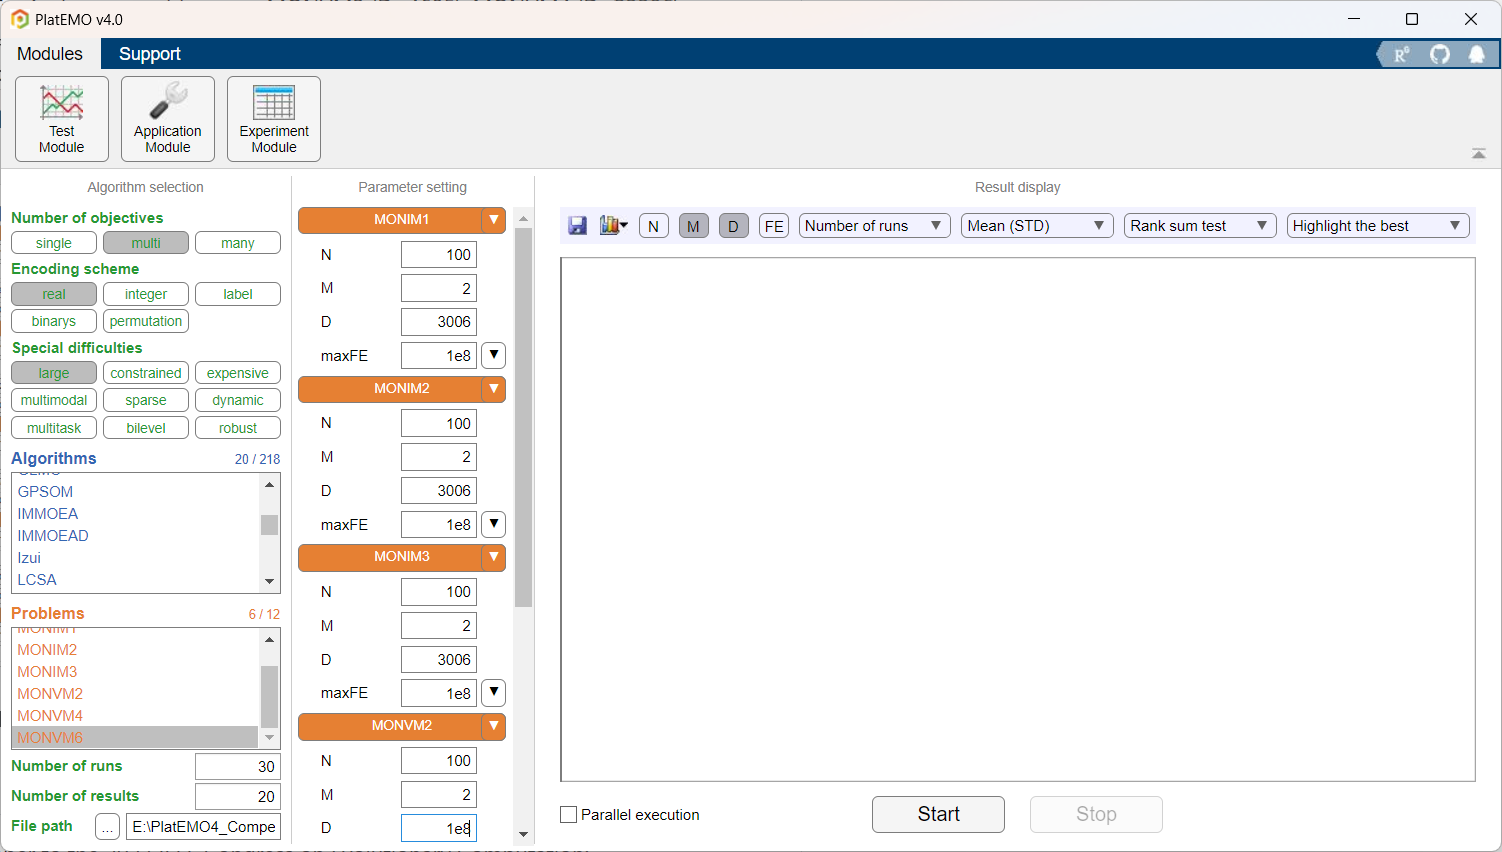 PlatEMO v4.0
Modules
Support
Test Module
Application Module
Experiment Module
Algorithm selection
Number of objectives
single multi many
Encoding scheme
real integer label
binarys permutation
Special difficulties
large constrained expensive
multimodal sparse dynamic
multitask bilevel robust
Algorithms 20 / 218
GPSOM
IMMOEA
IMMOEAD
Izui
LCSA
Problems 6 / 12
MONIM1
MONIM2
MONIM3
MONVM2
MONVM4
MONVM6
Number of runs 30
Number of results 20
File path ... E:\PlatEMO4_Compe
Parameter setting
MONIM1
N 100
M 2
D 3006
maxFE 1e8
MONIM2
N 100
M 2
D 3006
maxFE 1e8
MONIM3
N 100
M 2
D 3006
maxFE 1e8
MONVM2
N 100
M 2
D 1e8
Result display
N M D FE Number of runs Mean (STD) Rank sum test Highlight the best
Parallel execution Start Stop